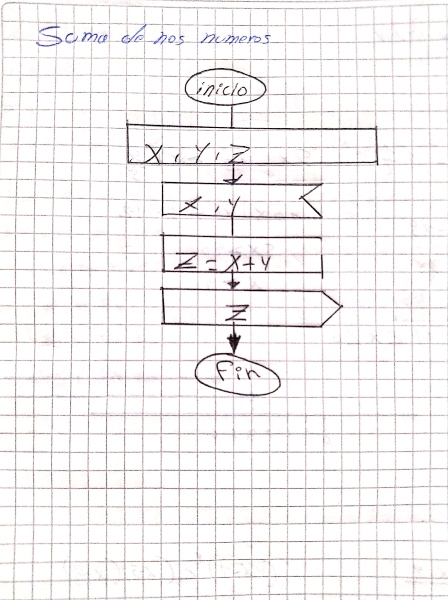 Suma de nos numeros
inicio
X, Y, Z
X, Y
Z = X+Y
Z
Fin